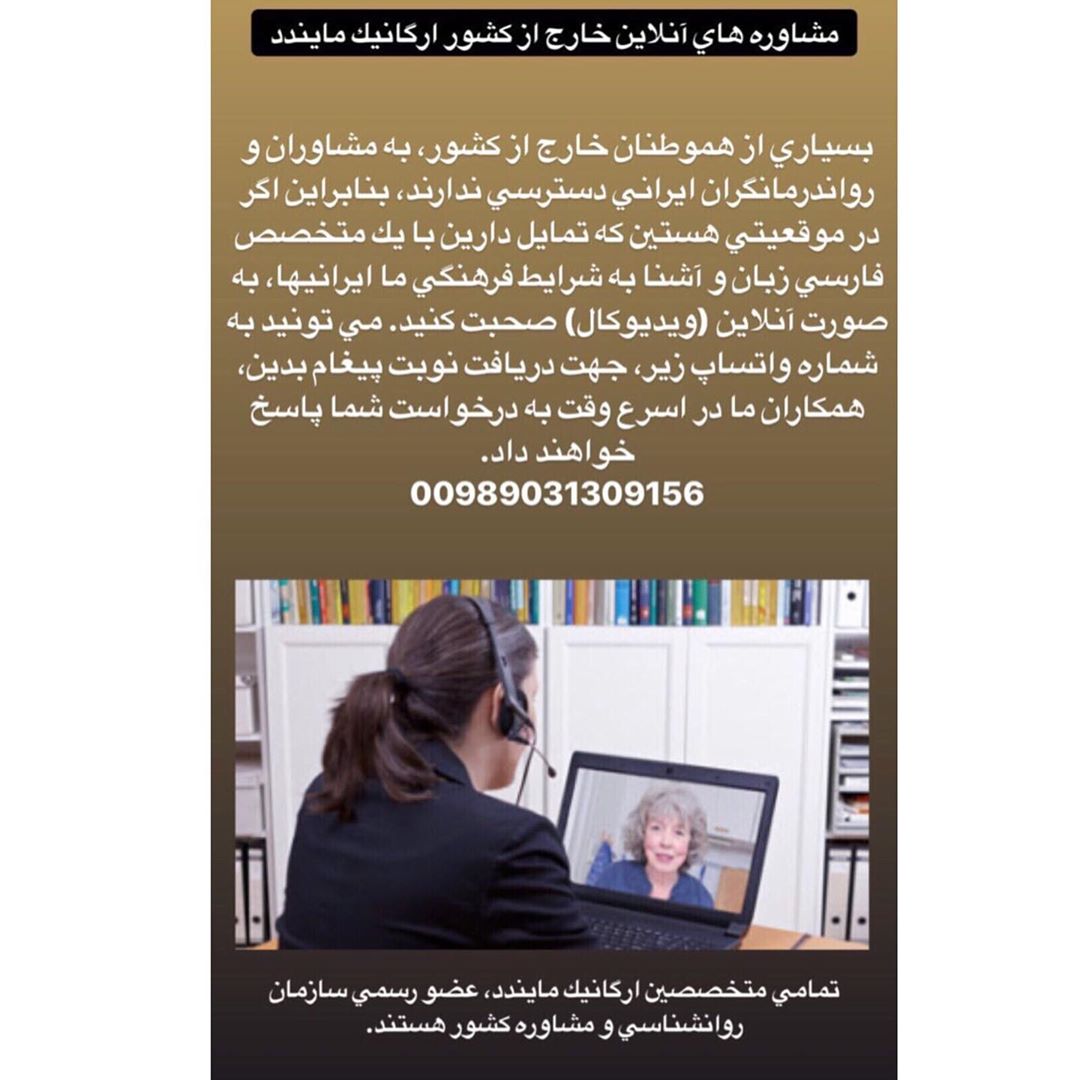 مشاوره هاي آنلاين خارج از كشور ارگانيك مايندد
بسياري از هموطنان خارج از كشور، به مشاوران و
رواندرمانگران ايراني دسترسي ندارند، بنابراين اگر
در موقعيتي هستين كه تمايل دارين با يك متخصص
فارسي زبان و آشنا به شرايط فرهنگي ما ايرانيها، به
صورت آنلاين (ويديوكال) صحبت كنيد. مي تونيد به
شماره واتساپ زير، جهت دريافت نوبت پيغام بدين،
همكاران ما در اسرع وقت به درخواست شما پاسخ
خواهند داد.
00989031309156
تمامي متخصصين ارگانيك مايندد، عضو رسمي سازمان
روانشناسي و مشاوره كشور هستند.